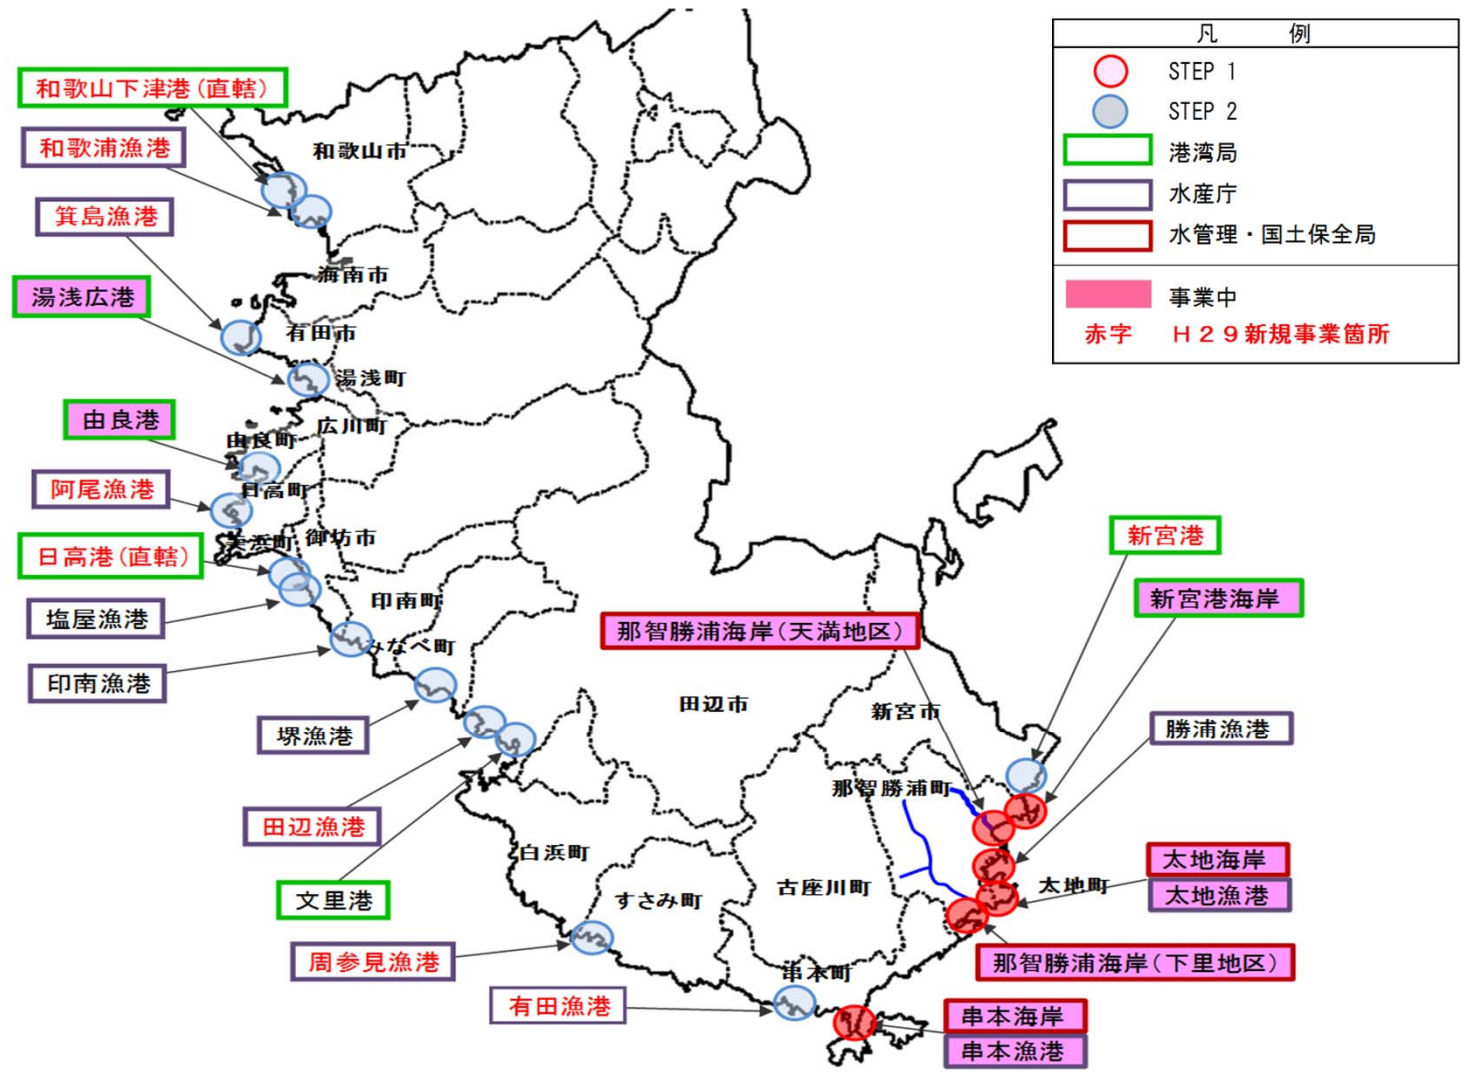 凡　例
STEP 1
STEP 2
港湾局
水産庁
水管理・国土保全局
事業中
赤字　Ｈ２９新規事業箇所
和歌山下津港(直轄)
和歌浦漁港
箕島漁港
湯浅広港
由良港
阿尾漁港
日高港(直轄)
塩屋漁港
印南漁港
堺漁港
田辺漁港
文里港
周参見漁港
有田漁港
和歌山市
海南市
有田市
湯浅町
広川町
由良町
日高町
美浜町
御坊市
印南町
みなべ町
田辺市
白浜町
すさみ町
古座川町
串本町
新宮市
那智勝浦町
太地町
那智勝浦海岸(天満地区)
新宮港
新宮港海岸
勝浦漁港
太地海岸
太地漁港
那智勝浦海岸(下里地区)
串本海岸
串本漁港